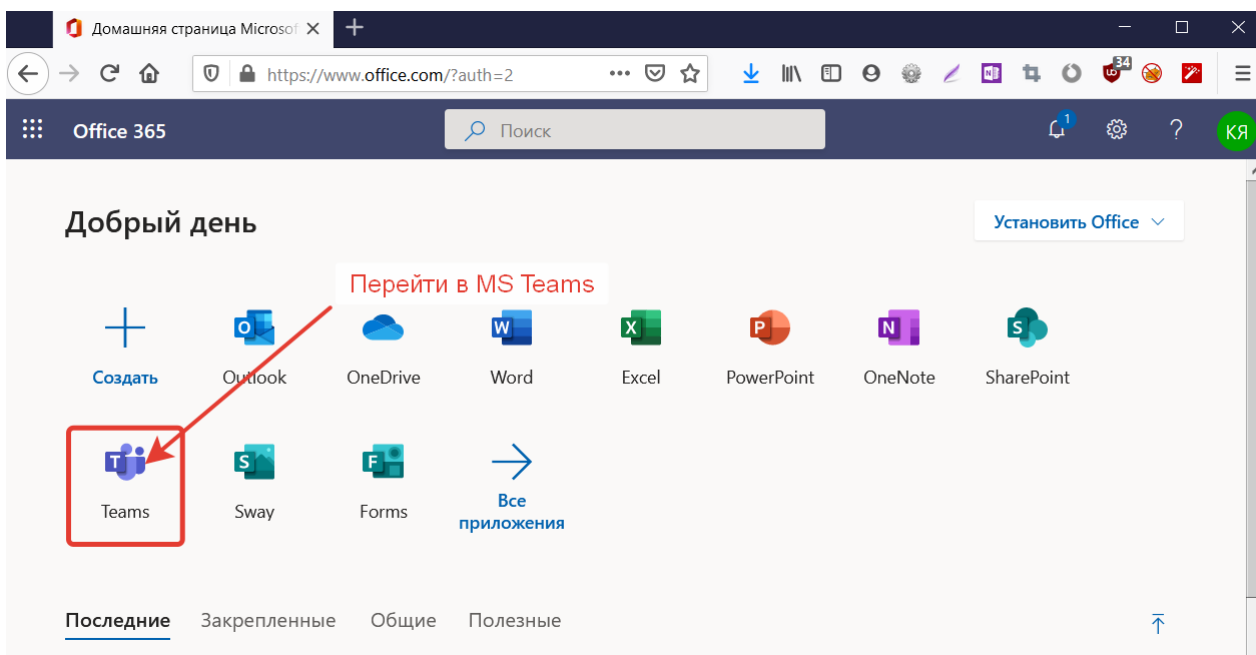 Домашняя страница Microsof
https://www.office.com/?auth=2
34
Office 365
Поиск
1
?
КЯ
Добрый день
Установить Office
Перейти в MS Teams
Создать
Outlook
OneDrive
Word
Excel
PowerPoint
OneNote
SharePoint
Teams
Sway
Forms
Все
приложения
Последние
Закрепленные
Общие
Полезные